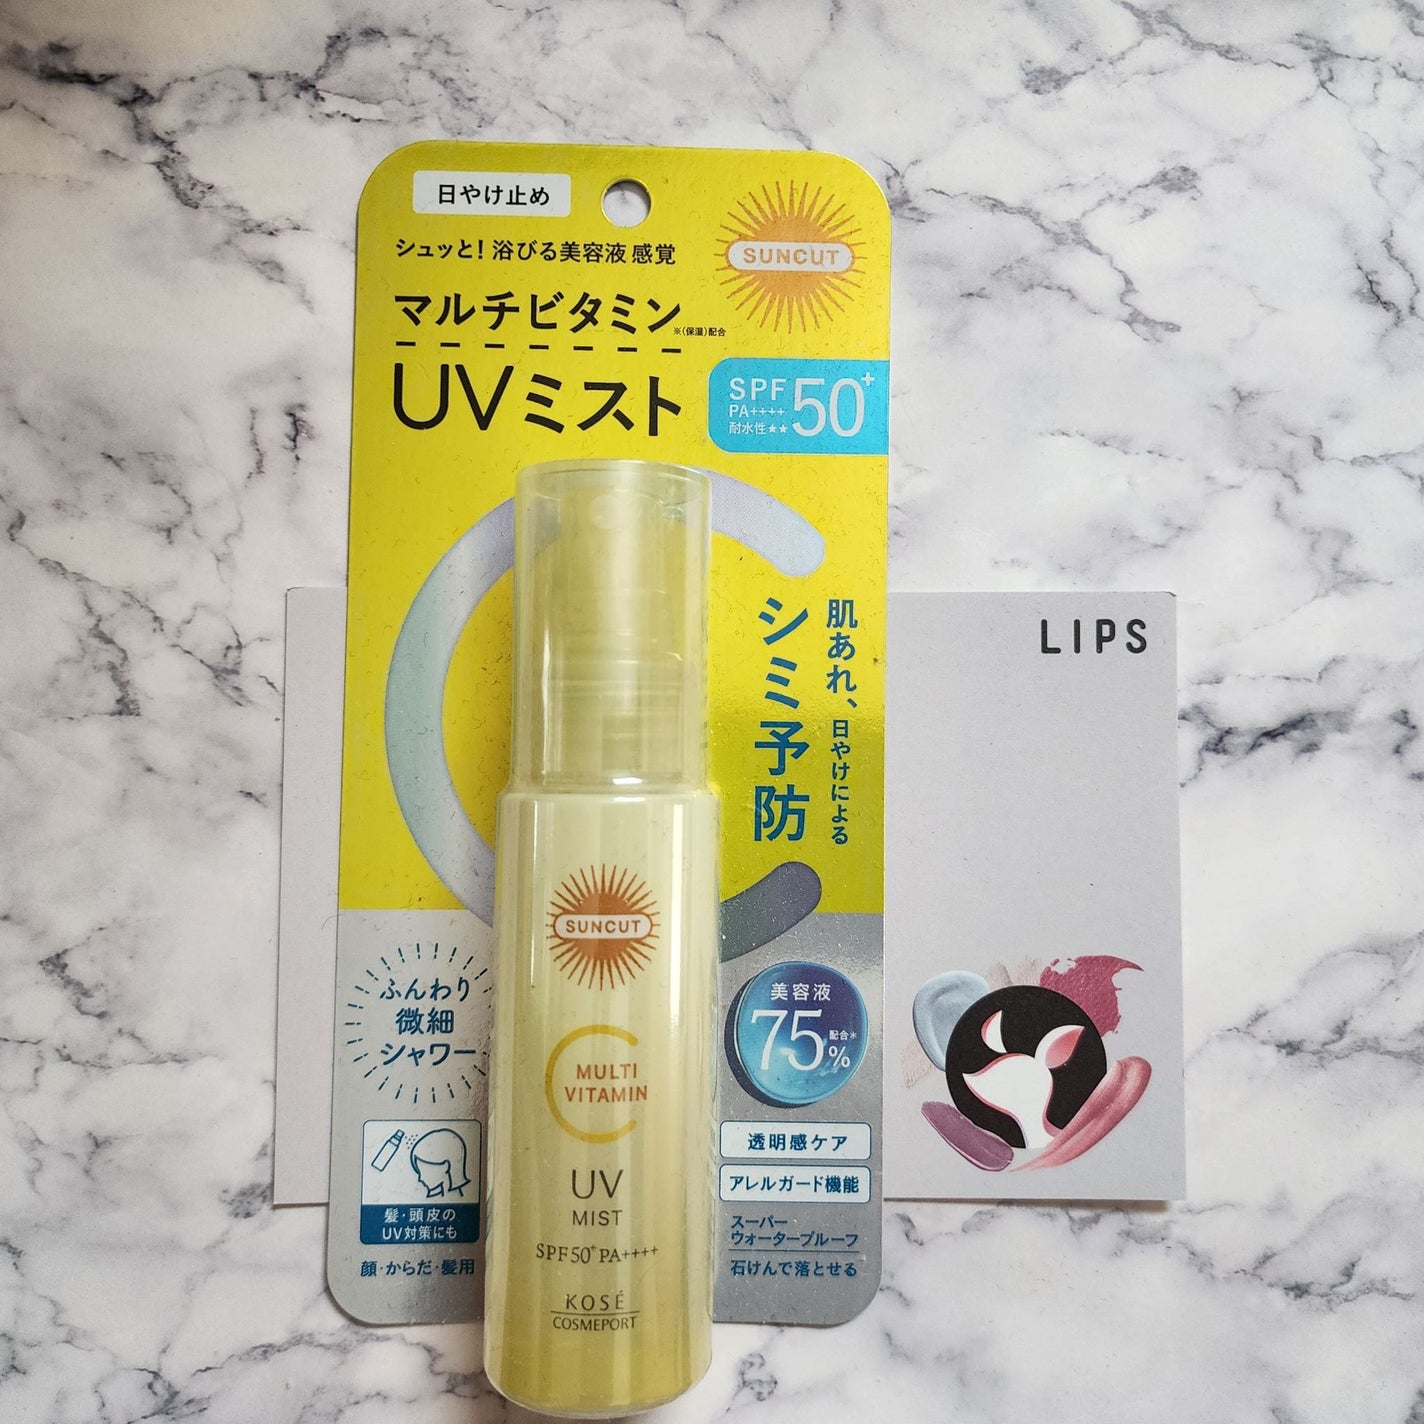 日やけ止め
シュッと!浴びる美容液感覚
マルチビタミン
※(保湿)配合
UVミスト
SUNCUT
SPF50+
PA++++
耐水性★★
肌あれ、日やけによる
シミ予防
ふんわり
微細
シャワー
髪・頭皮の
UV対策にも
顔・からだ・髪用
SUNCUT
MULTI
VITAMIN
UV
MIST
SPF50+PA++++
KOSÉ
COSMEPORT
美容液
75%
配合※
透明感ケア
アレルガード機能
スーパー
ウォータープルーフ
石けんで落とせる
LIPS